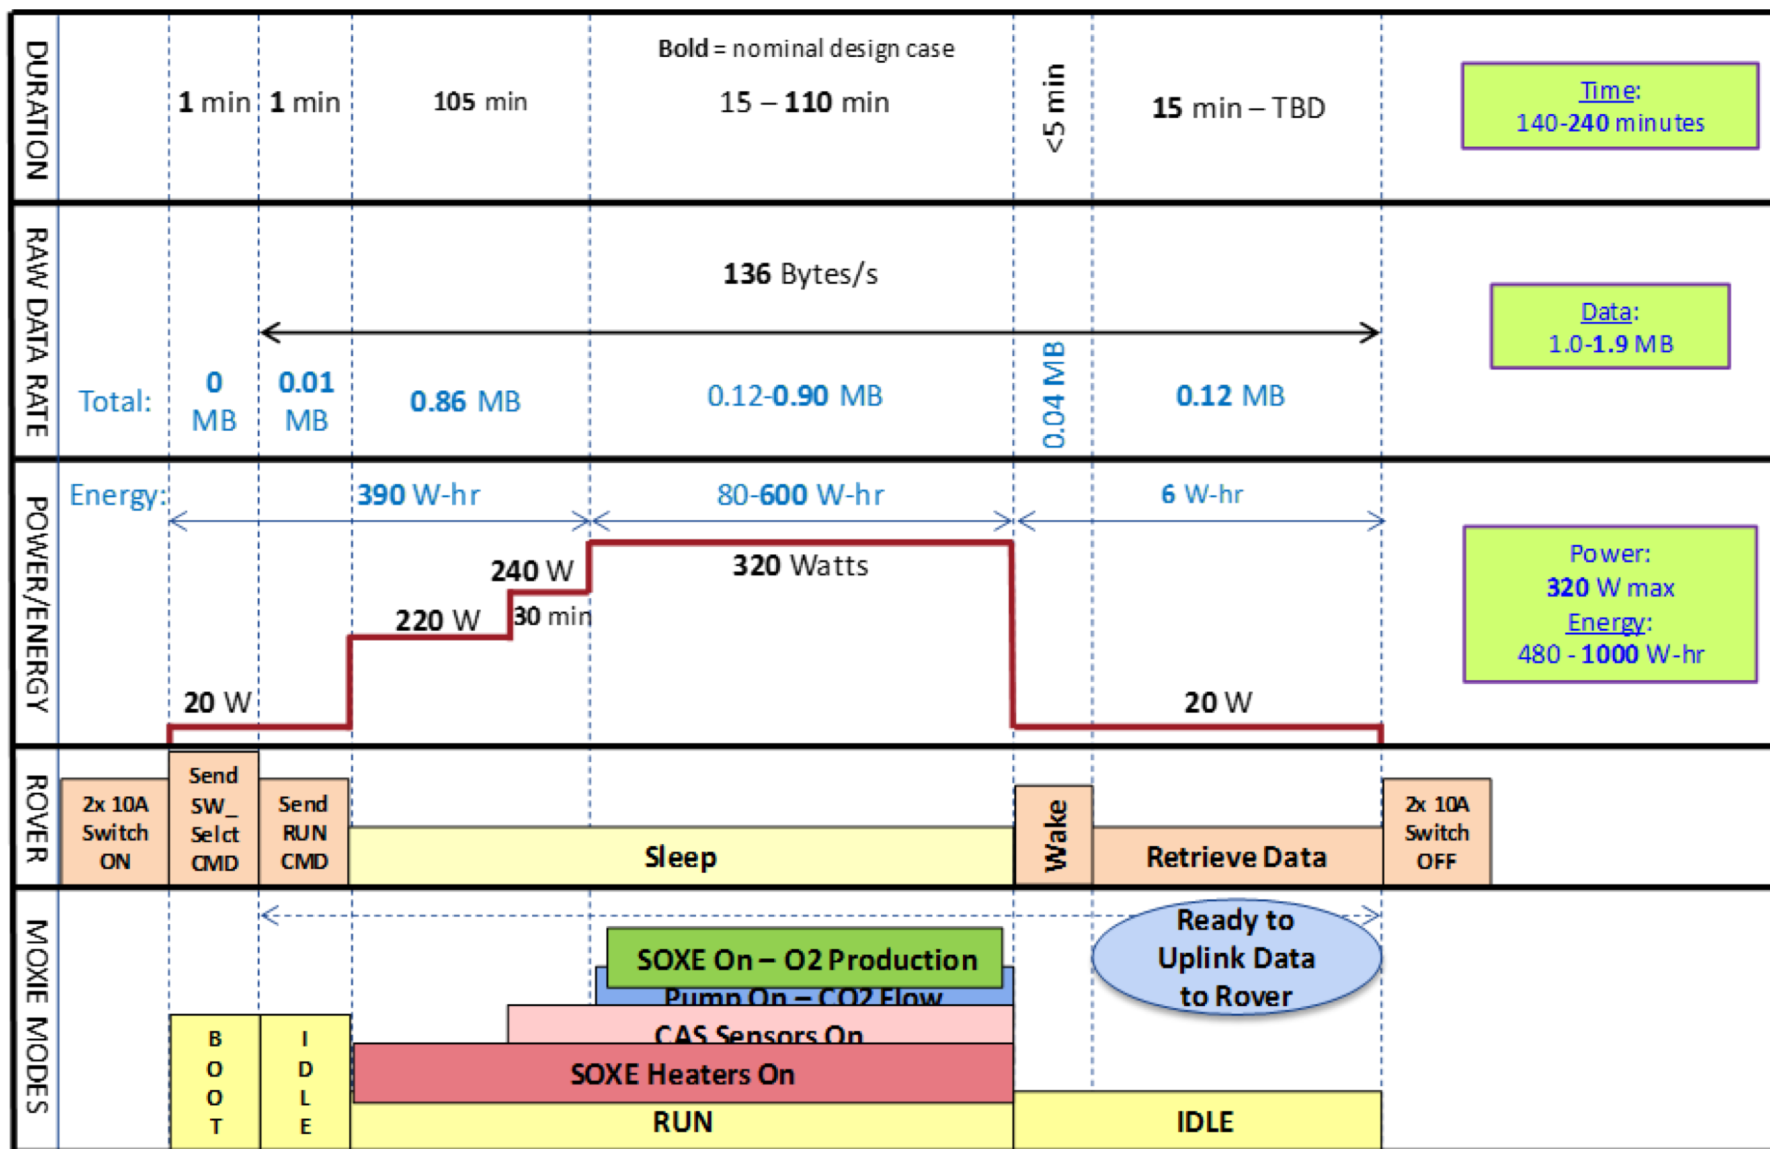 DURATION
Bold = nominal design case
1 min
1 min
105 min
15 – 110 min
<5 min
15 min – TBD
Time:
140-240 minutes
RAW DATA RATE
136 Bytes/s
Total:
0
MB
0.01
MB
0.86 MB
0.12-0.90 MB
0.04 MB
0.12 MB
Data:
1.0-1.9 MB
POWER/ENERGY
Energy:
390 W-hr
80-600 W-hr
6 W-hr
20 W
220 W
240 W
30 min
320 Watts
20 W
Power:
320 W max
Energy:
480 - 1000 W-hr
ROVER
2x 10A
Switch
ON
Send
SW_
Selct
CMD
Send
RUN
CMD
Sleep
Wake
Retrieve Data
2x 10A
Switch
OFF
MOXIE MODES
BOOT
IDLE
SOXE On – O2 Production
Pump On – CO2 Flow
CAS Sensors On
SOXE Heaters On
RUN
Ready to
Uplink Data
to Rover
IDLE